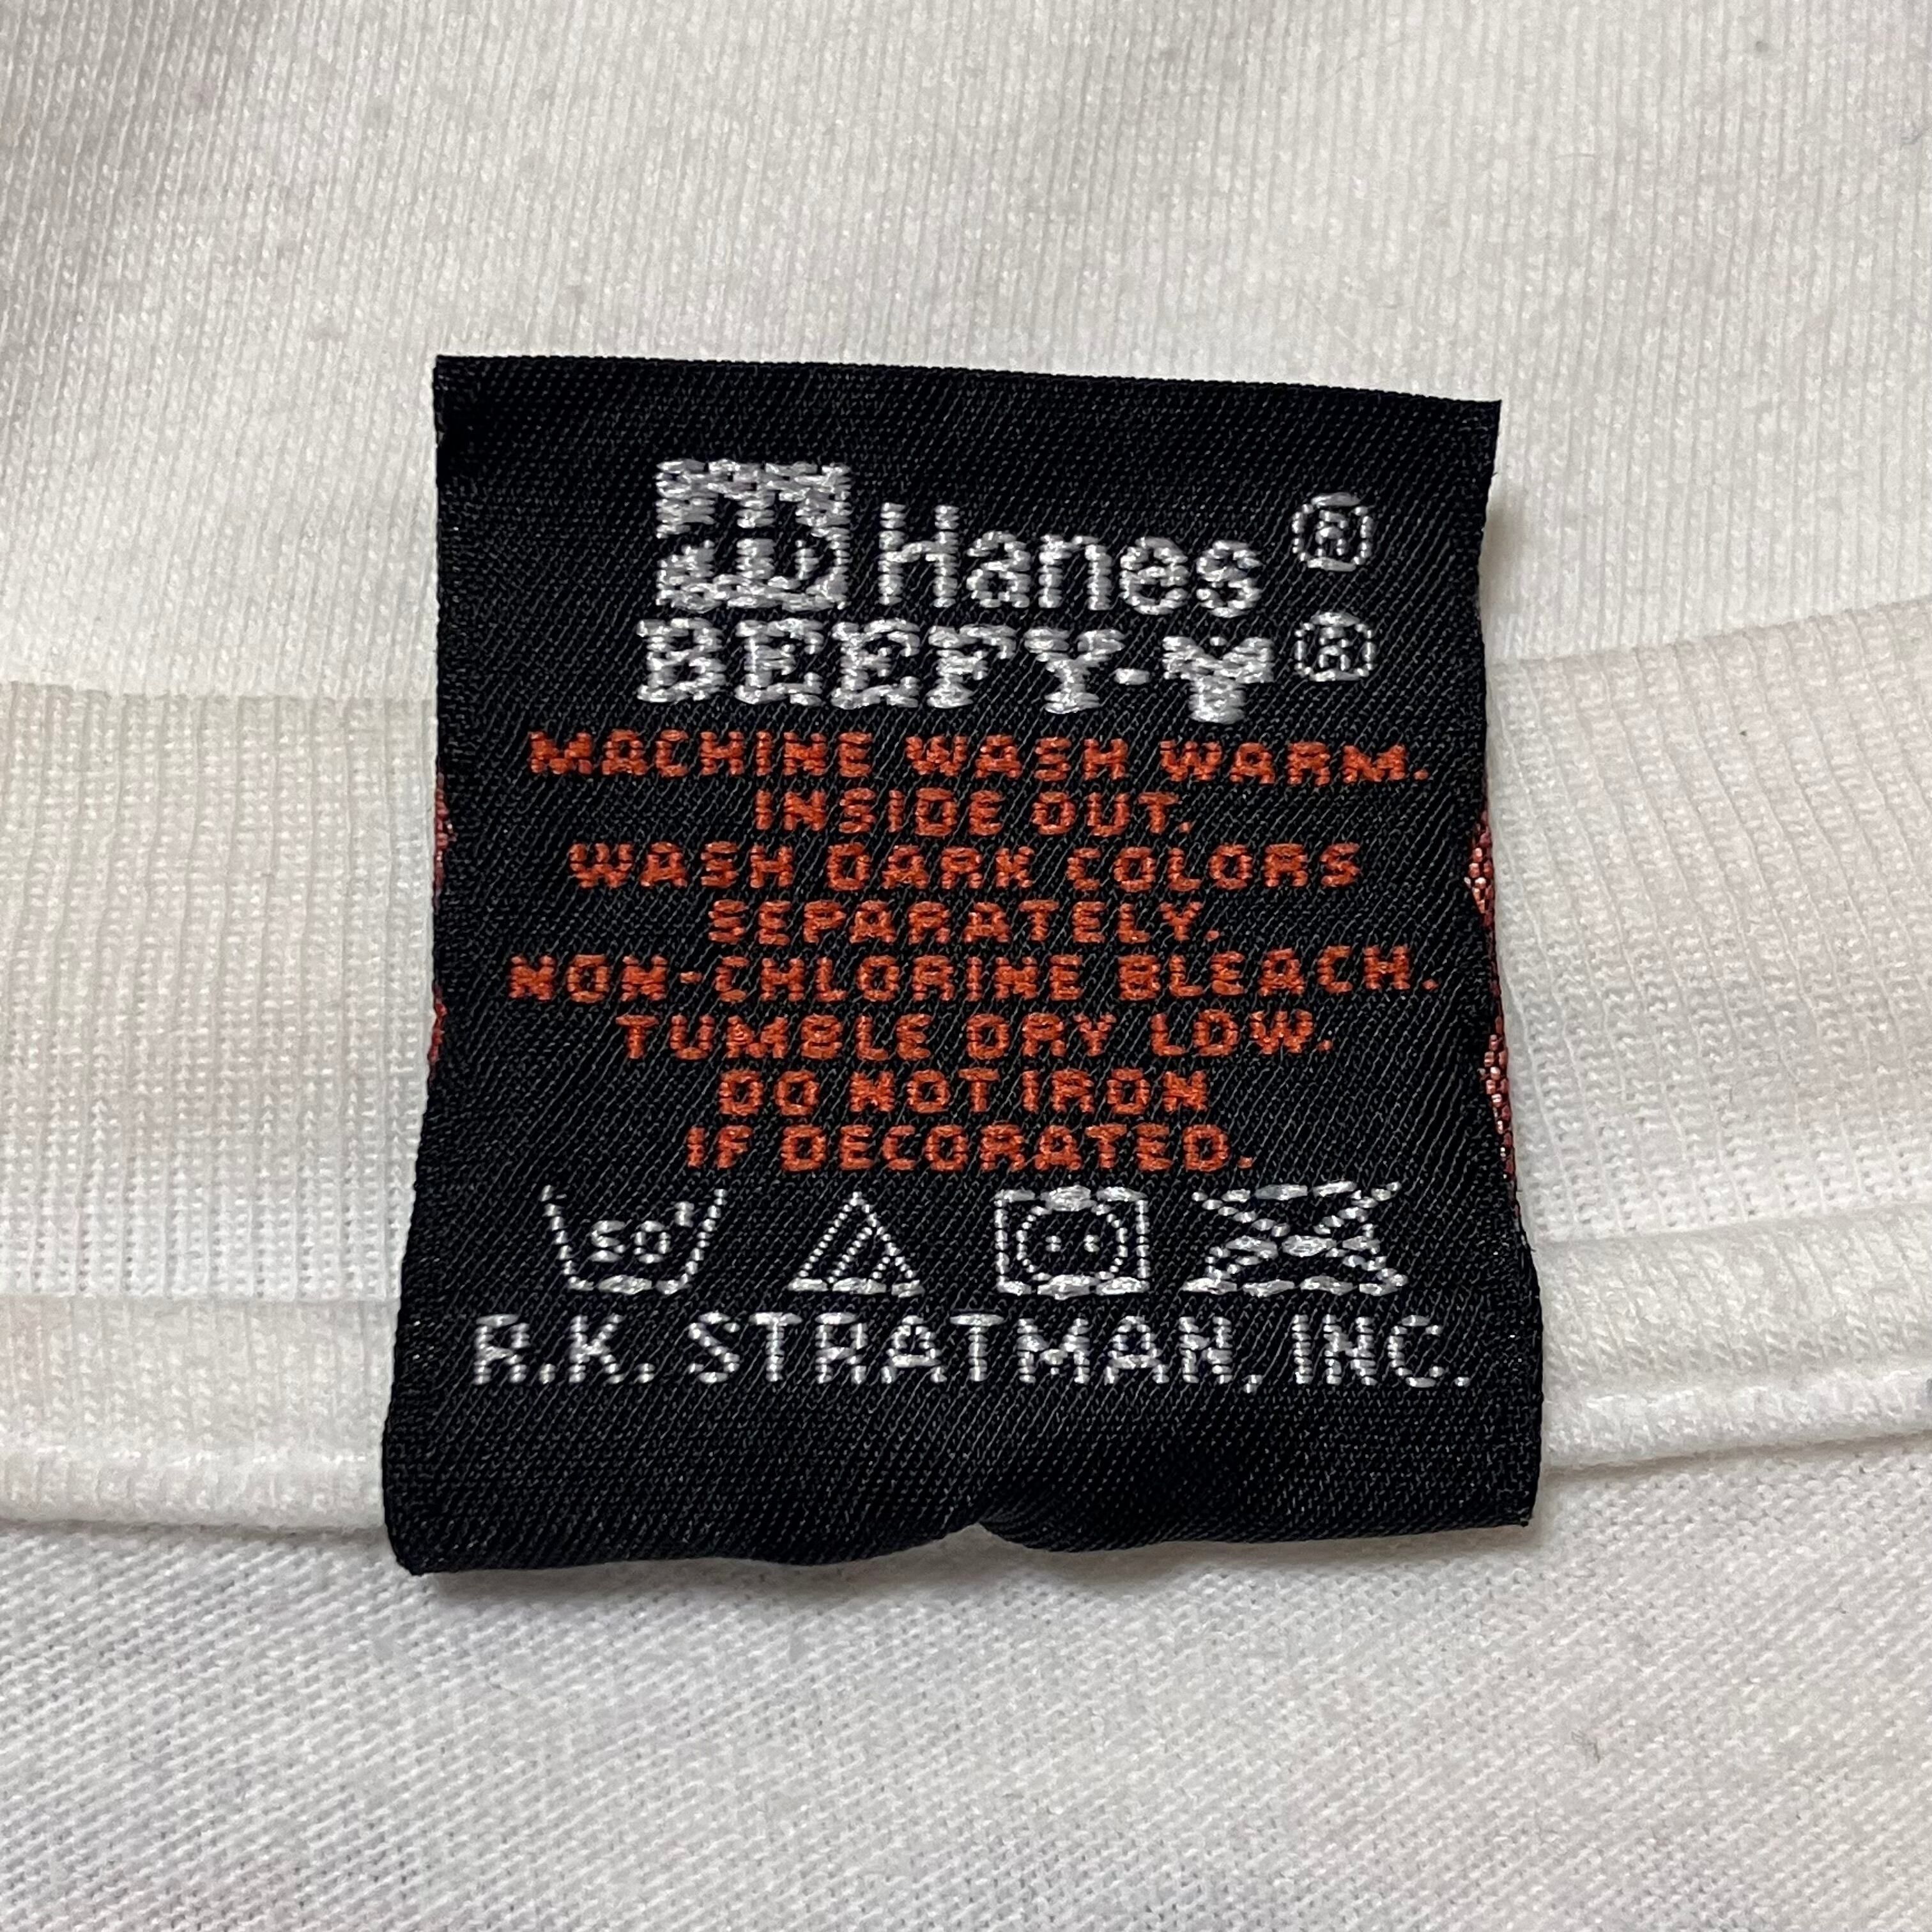 Hanes ®
BEEFY-T ®
MACHINE WASH WARM.
INSIDE OUT.
WASH DARK COLORS
SEPARATELY.
NON-CHLORINE BLEACH.
TUMBLE DRY LOW.
DO NOT IRON
IF DECORATED.
50°
R.K. STRATMAN, INC.